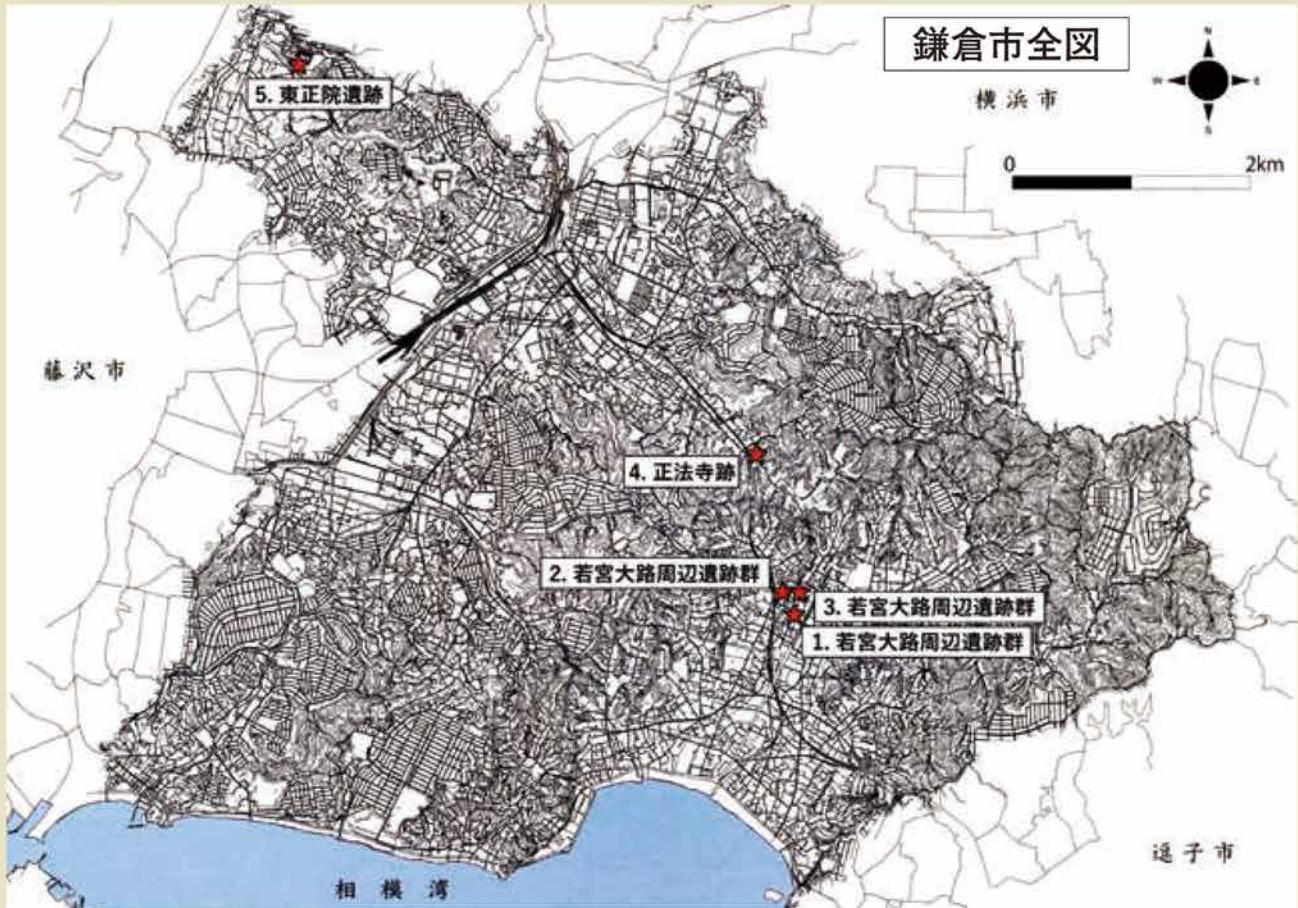 鎌倉市全図
N
W
E
S
横浜市
0
2km
5. 東正院遺跡
藤沢市
4. 正法寺跡
2. 若宮大路周辺遺跡群
3. 若宮大路周辺遺跡群
1. 若宮大路周辺遺跡群
逗子市
相模湾